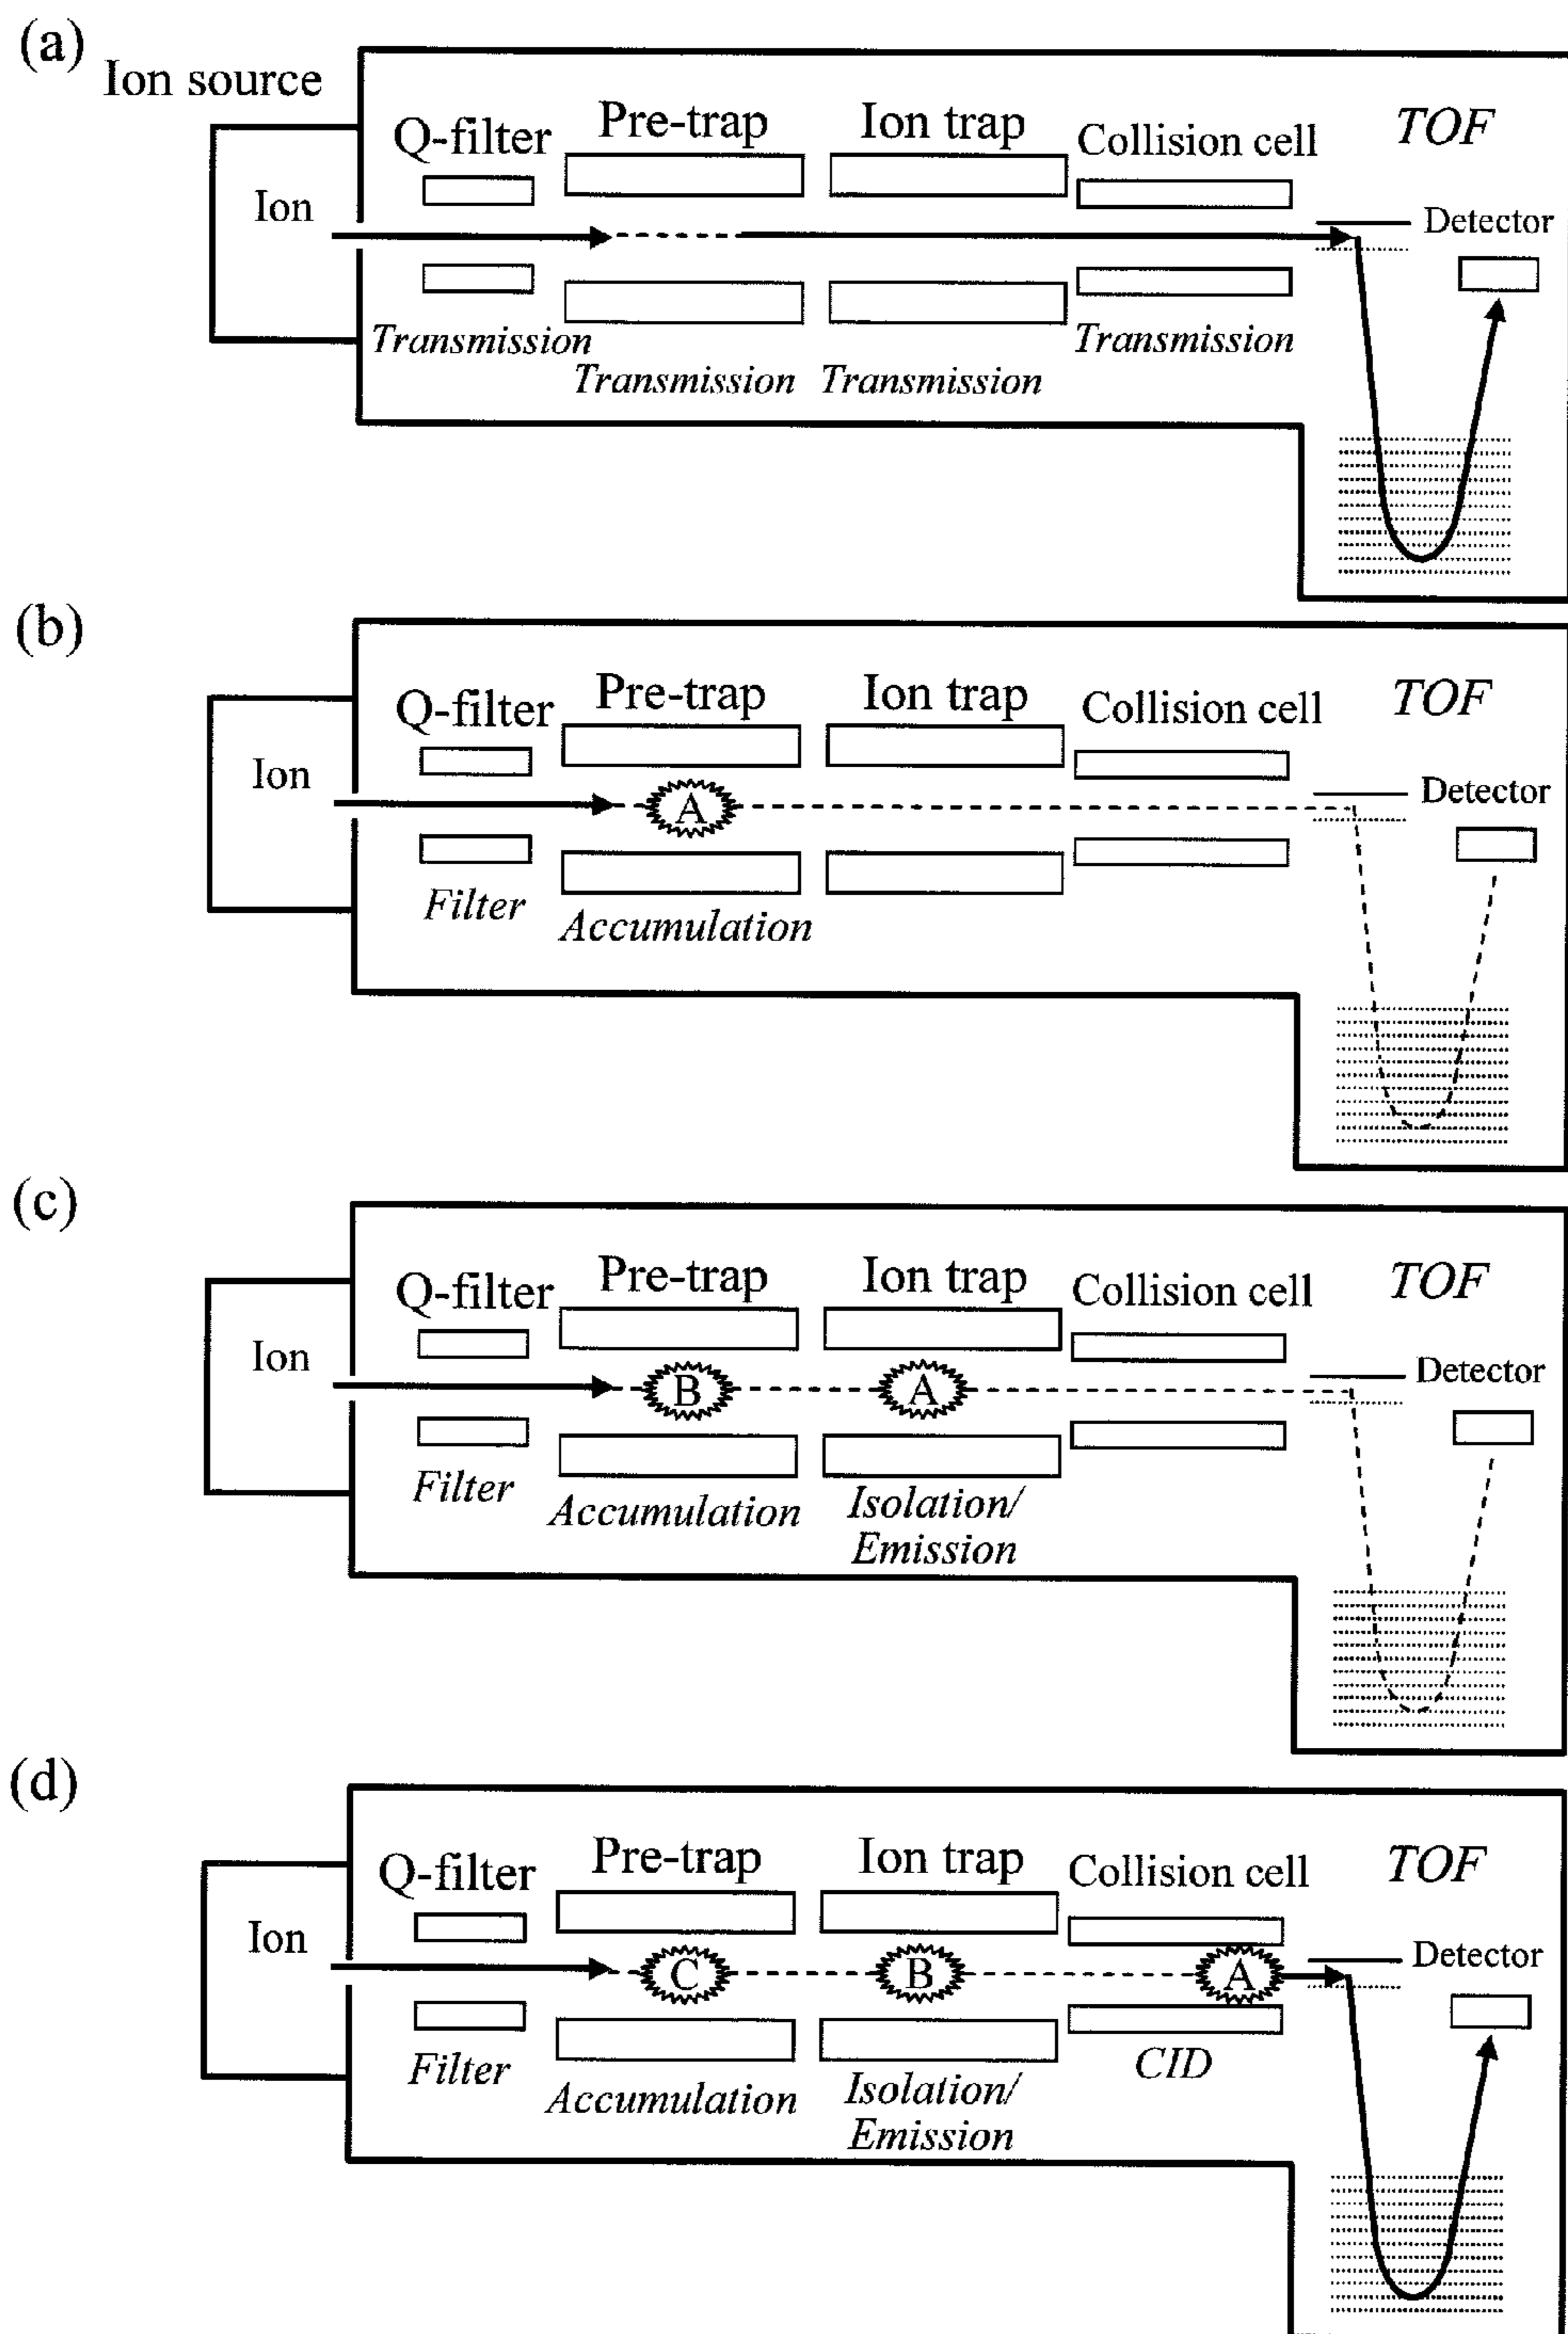 (a)
Ion source
Q-filter
Pre-trap
Ion trap
Collision cell
TOF
Ion
Detector
Transmission
Transmission
Transmission
Transmission
(b)
Q-filter
Pre-trap
Ion trap
Collision cell
TOF
Ion
A
Detector
Filter
Accumulation
(c)
Q-filter
Pre-trap
Ion trap
Collision cell
TOF
Ion
B
A
Detector
Filter
Accumulation
Isolation/
Emission
(d)
Q-filter
Pre-trap
Ion trap
Collision cell
TOF
Ion
C
B
A
Detector
Filter
Accumulation
Isolation/
Emission
CID